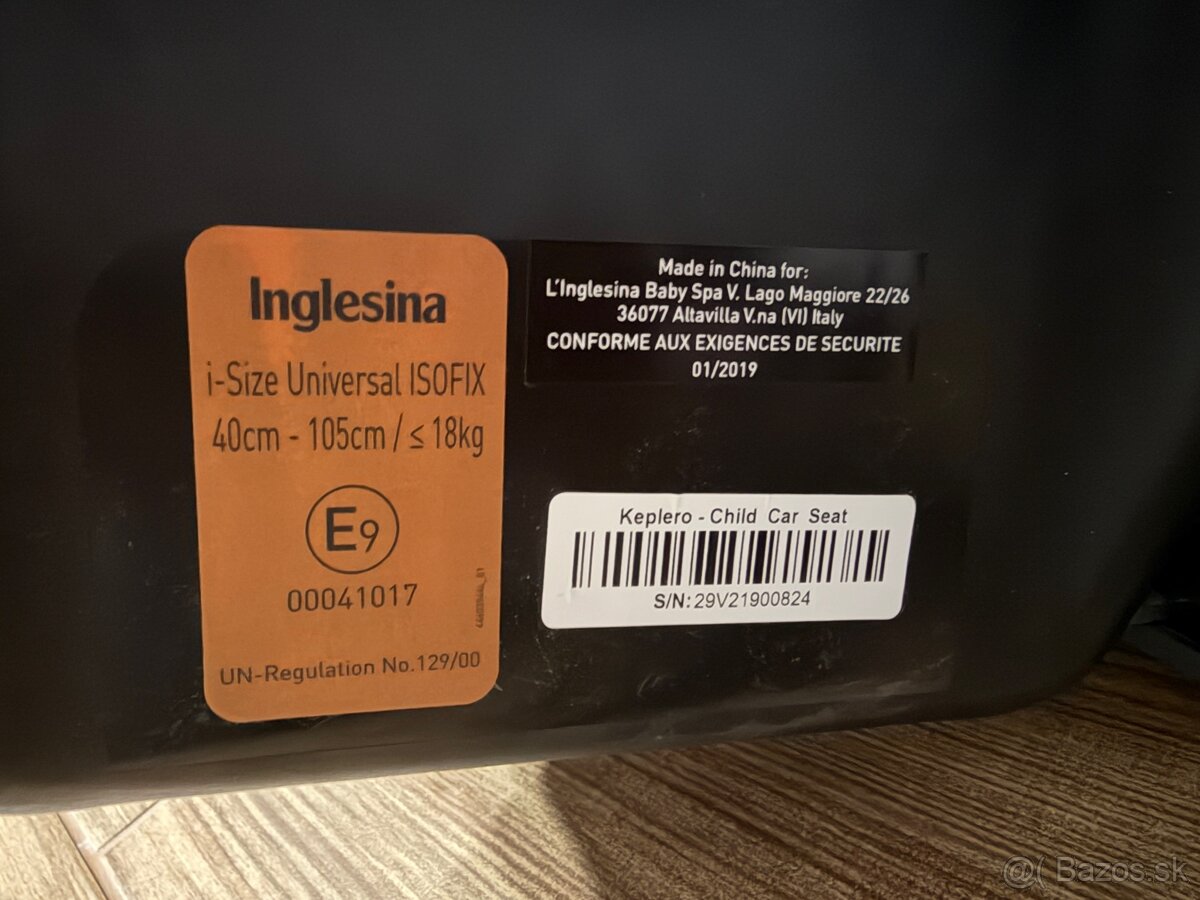 Inglesina
i-Size Universal ISOFIX
40cm - 105cm / ≤ 18kg
E9
00041017
UN-Regulation No.129/00
Made in China for:
L'Inglesina Baby Spa V. Lago Maggiore 22/26
36077 Altavilla V.na (VI) Italy
CONFORME AUX EXIGENCES DE SECURITE
01/2019
Keplero - Child Car Seat
S/N: 29V21900824
@( Bazos.sk